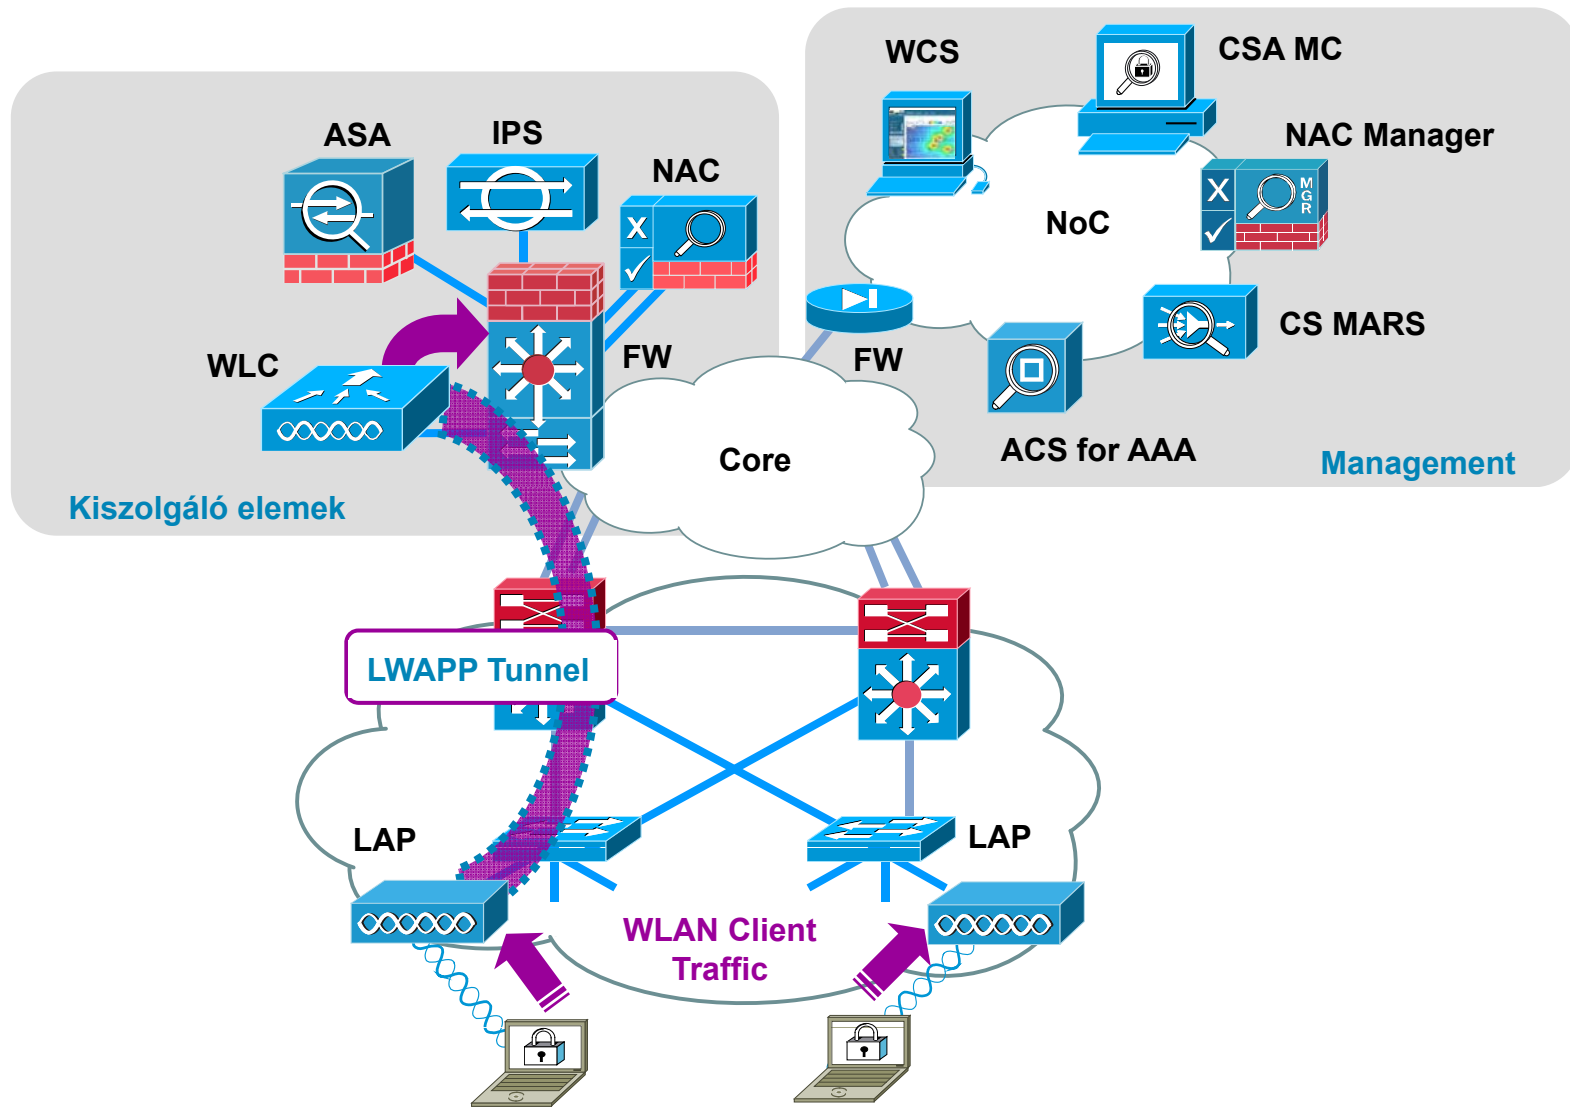 WCS
CSA MC
ASA
IPS
NAC
X
NAC Manager
X
M
G
R
NoC
WLC
FW
FW
CS MARS
Core
ACS for AAA
Management
Kiszolgáló elemek
LWAPP Tunnel
LAP
LAP
WLAN Client
Traffic